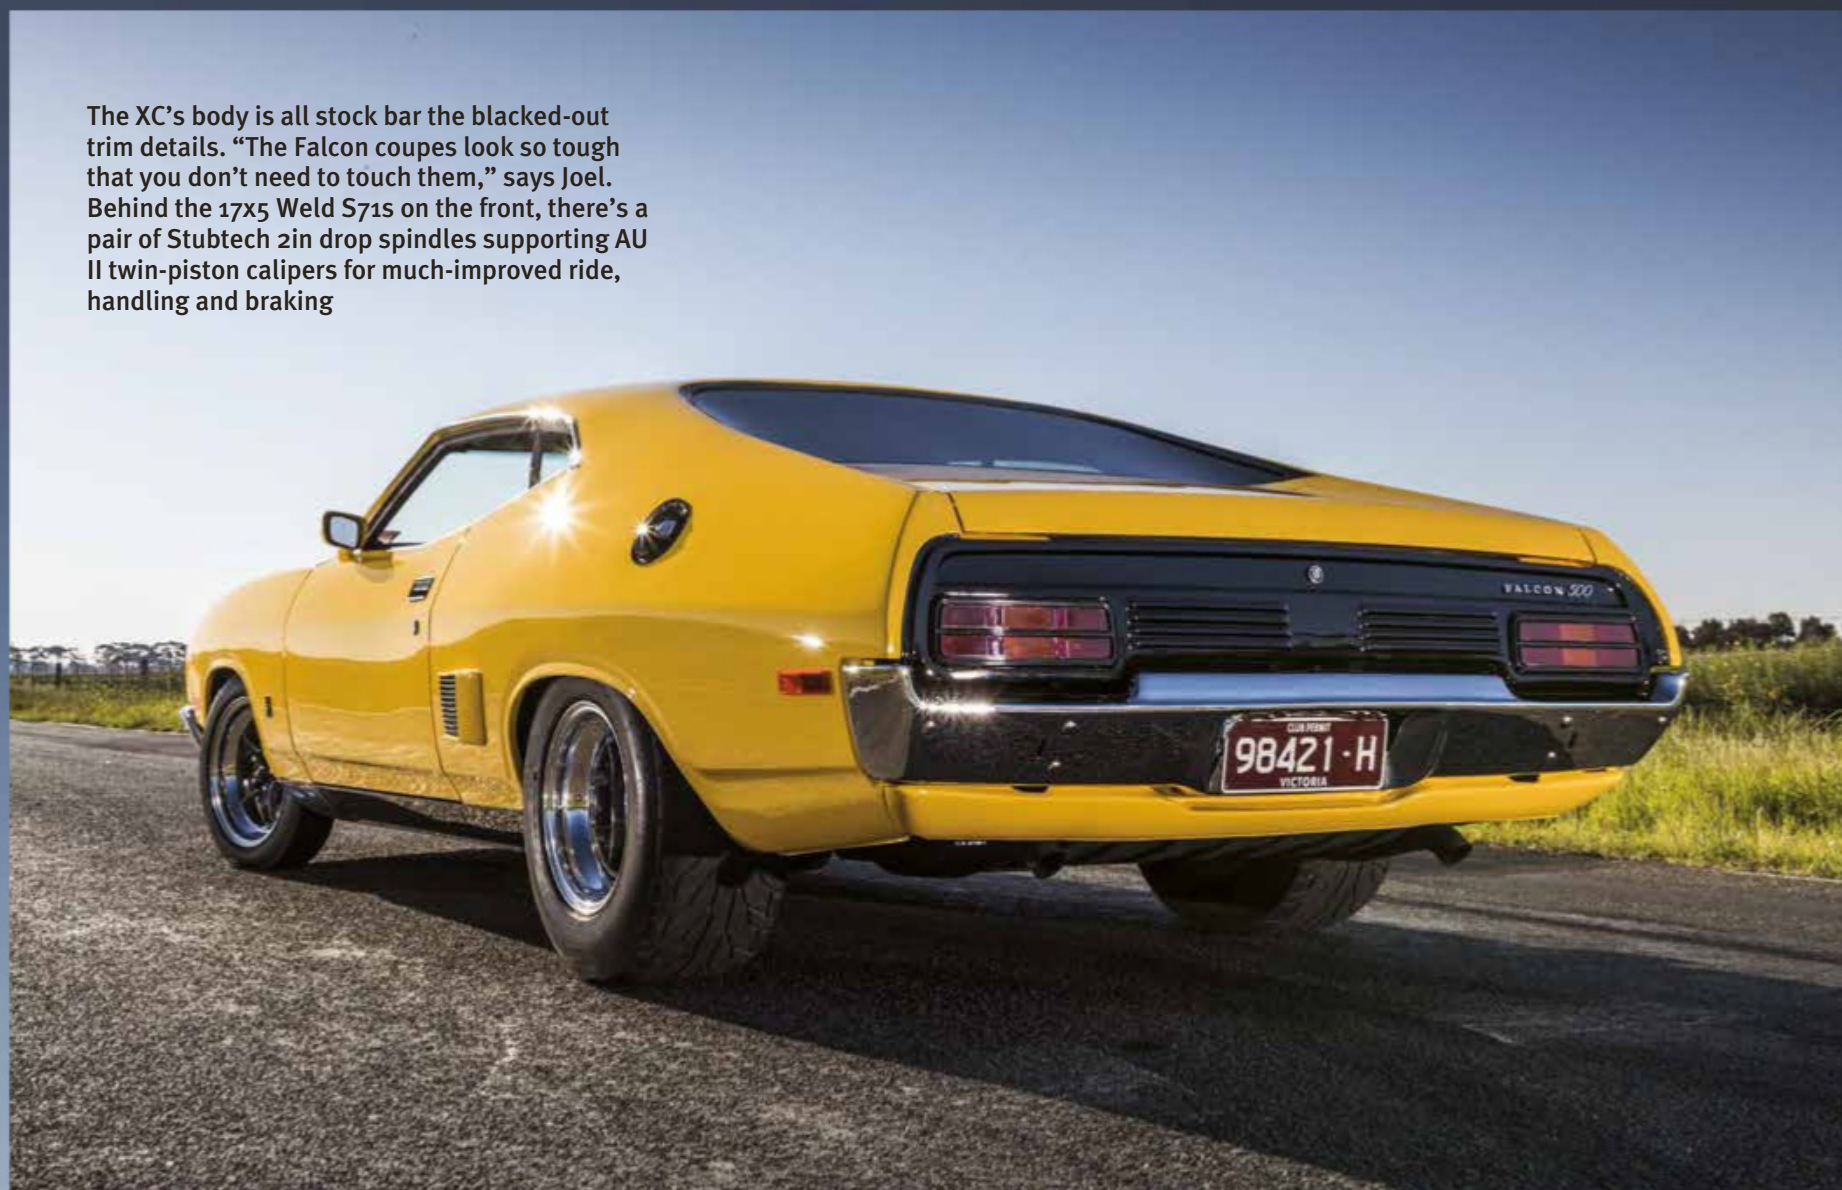 The XC’s body is all stock bar the blacked-out
trim details. “The Falcon coupes look so tough
that you don’t need to touch them,” says Joel.
Behind the 17x5 Weld S71s on the front, there’s a
pair of Stubtech 2in drop spindles supporting AU
II twin-piston calipers for much-improved ride,
handling and braking
FALCON 500
CLUB PERMIT
98421·H
VICTORIA